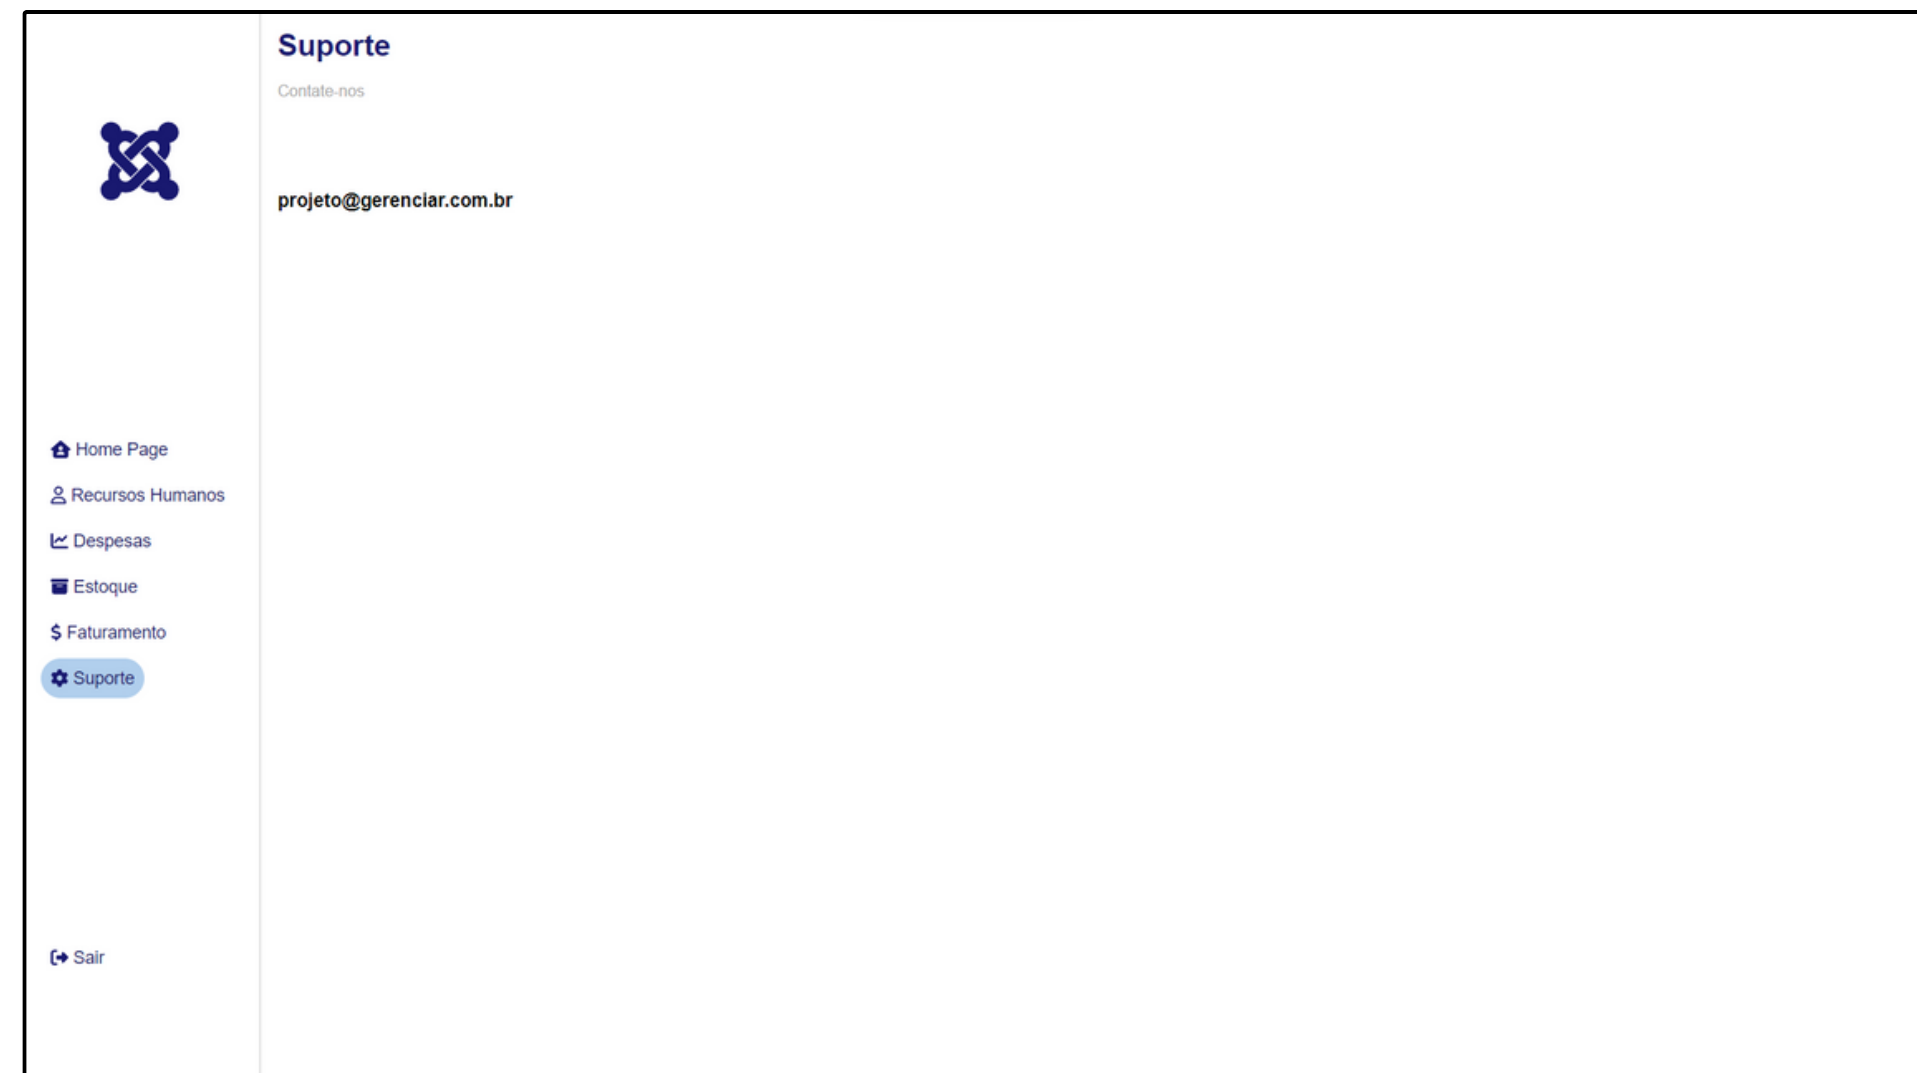 Suporte
Contate-nos
projeto@gerenciar.com.br
Home Page
Recursos Humanos
Despesas
Estoque
$ Faturamento
Suporte
Sair